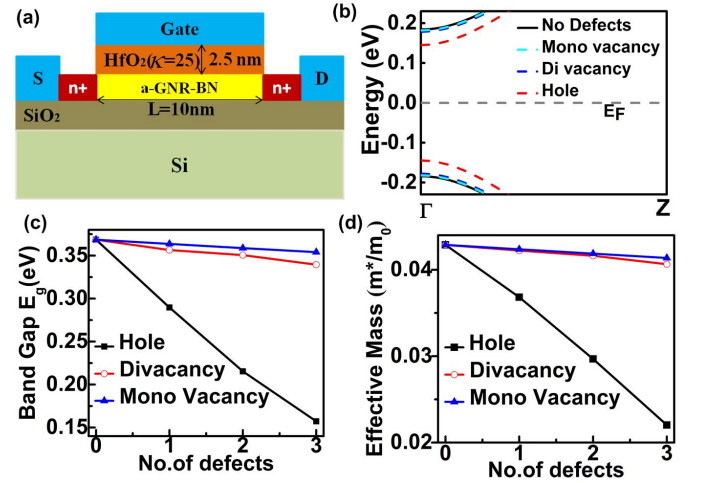 (a)
Gate
HfO₂(κ=25) 2.5 nm
S
D
n+
a-GNR-BN
n+
L=10nm
SiO₂
Si
(b)
Energy (eV)
0.2
0.1
0.0
-0.1
-0.2
No Defects
Mono vacancy
Di vacancy
Hole
E_F
Γ
Z
(c)
Band Gap E_g(eV)
0.35
0.30
0.25
0.20
0.15
Hole
Divacancy
Mono Vacancy
0 1 2 3
No.of defects
(d)
Effective Mass (m*/m₀)
0.04
0.03
0.02
Hole
Divacancy
Mono Vacancy
0 1 2 3
No.of defects